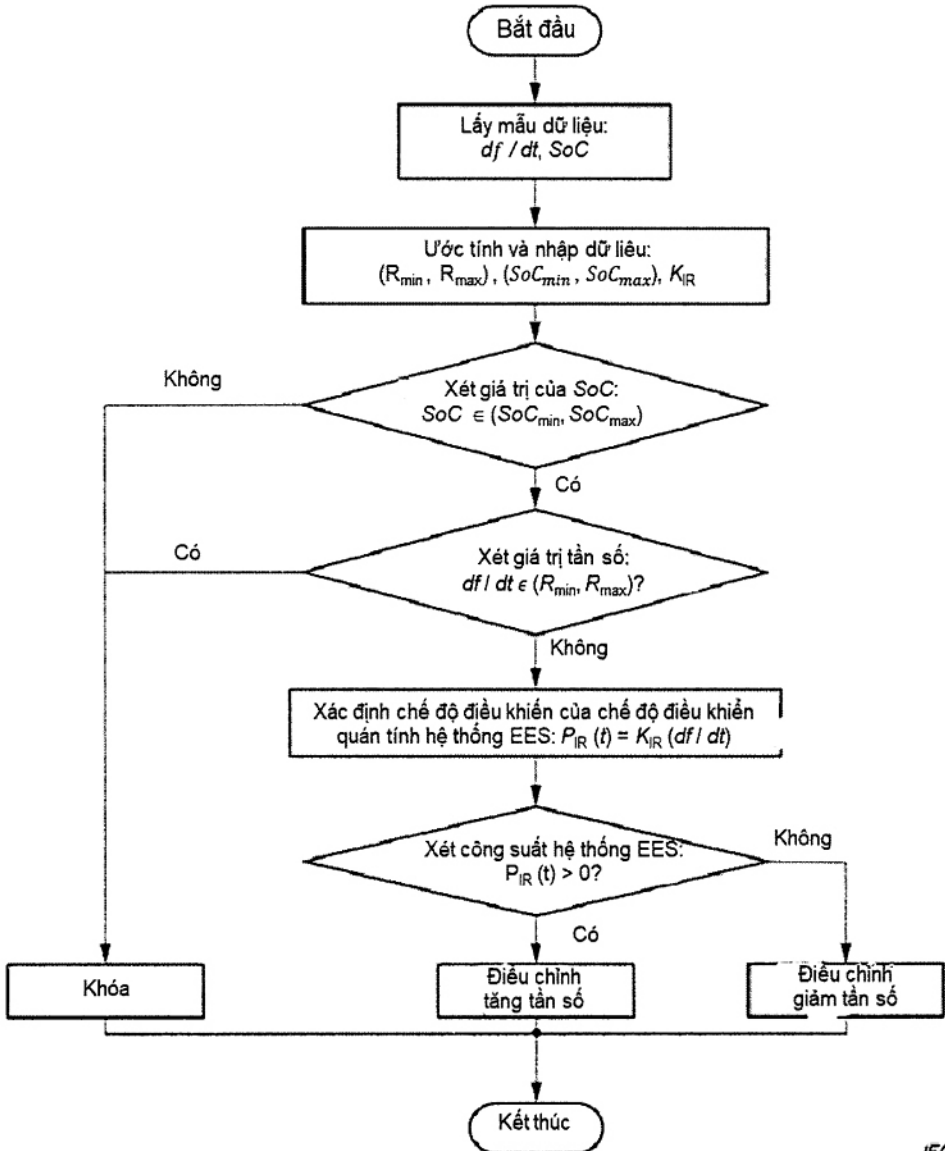 Bắt đầu
Lấy mẫu dữ liệu:
df / dt, SoC
Ước tính và nhập dữ liêu:
(Rmin , Rmax) , (SoCmin , SoCmax), KIR
Không
Xét giá trị của SoC:
SoC ∈ (SoCmin, SoCmax)
Có
Có
Xét giá trị tần số:
df / dt ϵ (Rmin, Rmax)?
Không
Xác định chế độ điều khiến của chế độ điều khiển
quán tính hệ thống EES: PIR (t) = KIR (df / dt)
Xét công suất hệ thống EES:
PIR (t) > 0?
Không
Có
Khóa
Điều chỉnh
tăng tần số
Điều chỉnh
giảm tần số
Kết thúc